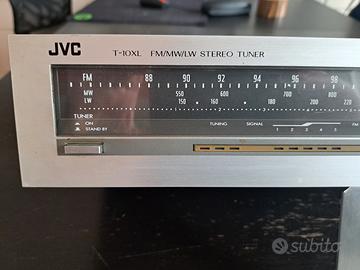 JVC T-10XL FM/MW/LW STEREO TUNER
FM 88 90 92 94 96 98
MW 550 600 700 800
LW 150 160 180 200 220
TUNER
ON TUNING SIGNAL FM
STAND BY 1 2 3 4 5
subito